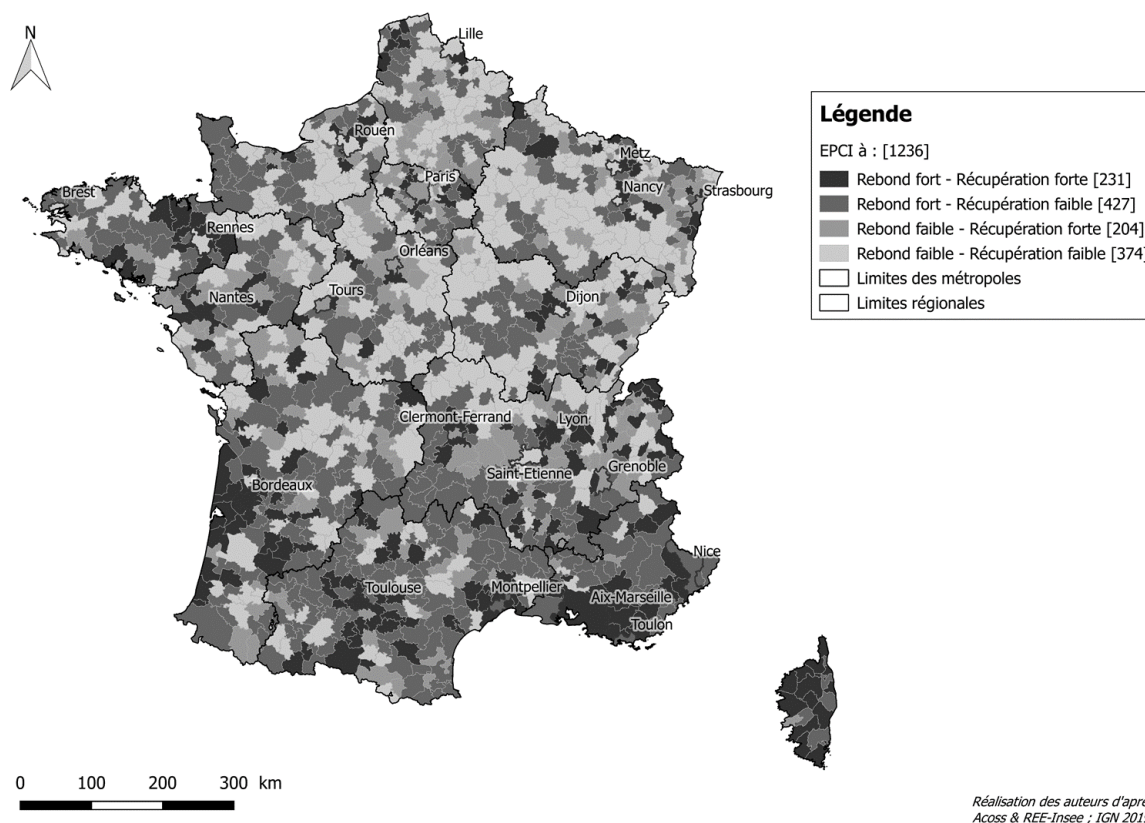 N
Lille
Rouen
Metz
Paris
Nancy
Strasbourg
Brest
Rennes
Orléans
Nantes
Tours
Dijon
Clermont-Ferrand
Lyon
Saint-Etienne
Grenoble
Bordeaux
Nice
Toulouse
Montpellier
Aix-Marseille
Toulon
Légende
EPCI à : [1236]
Rebond fort - Récupération forte [231]
Rebond fort - Récupération faible [427]
Rebond faible - Récupération forte [204]
Rebond faible - Récupération faible [374]
Limites des métropoles
Limites régionales
0 100 200 300 km
Réalisation des auteurs d'apre
Acoss & REE-Insee ; IGN 201